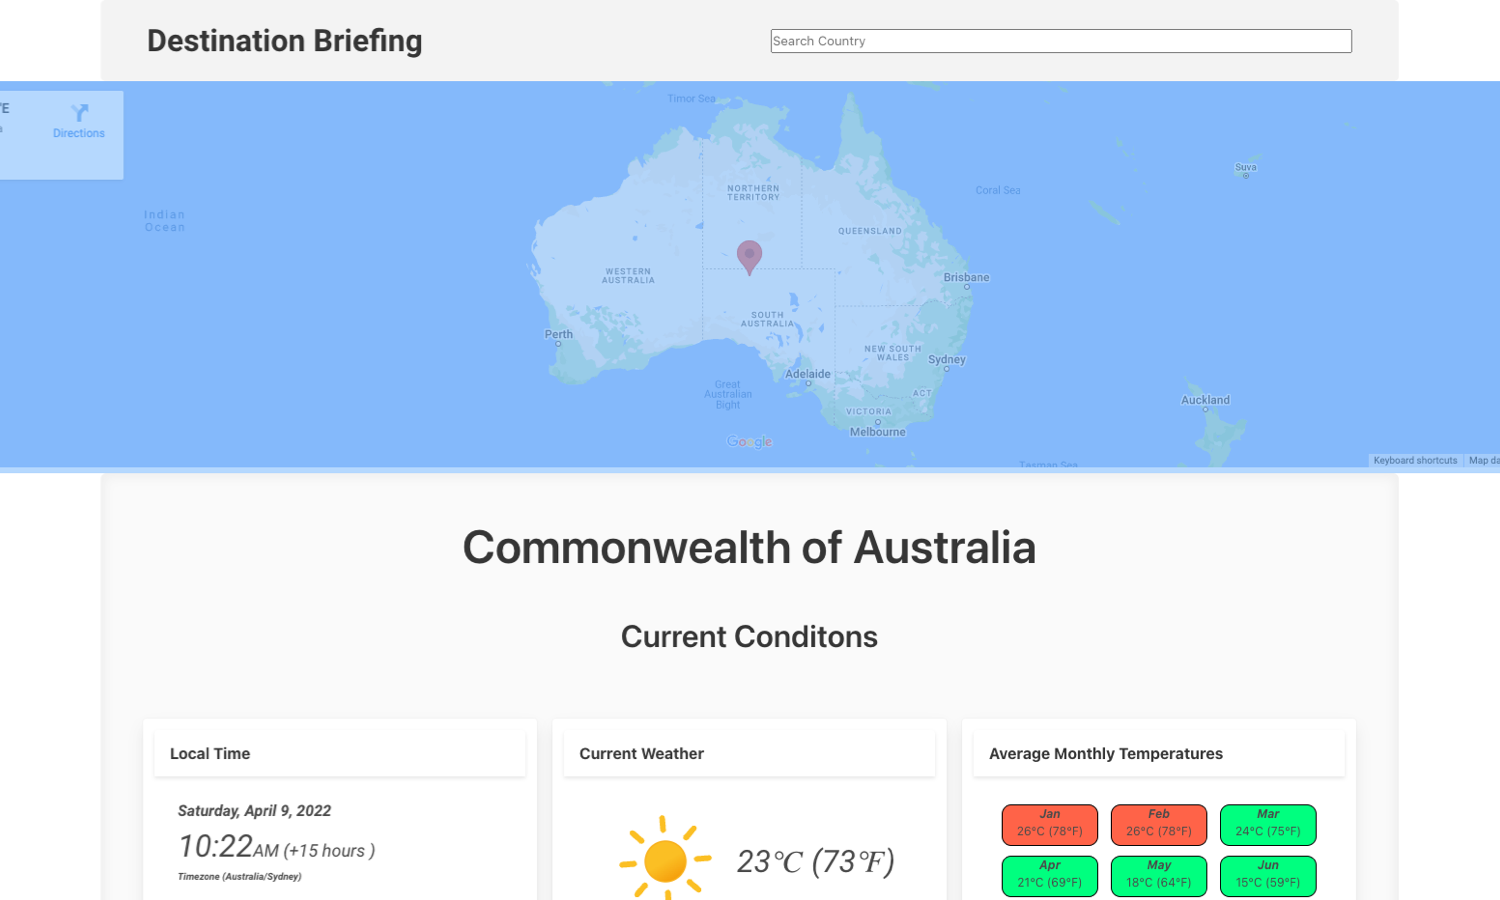 Destination Briefing
Search Country
Directions
Timor Sea
Indian
Ocean
NORTHERN
TERRITORY
Coral Sea
Suva
QUEENSLAND
WESTERN
AUSTRALIA
Brisbane
SOUTH
AUSTRALIA
Perth
NEW SOUTH
WALES
Sydney
Adelaide
Great
Australian
Bight
ACT
Auckland
VICTORIA
Melbourne
Google
Keyboard shortcuts
Map da
Tasman Sea
Commonwealth of Australia
Current Conditons
Local Time
Saturday, April 9, 2022
10:22AM (+15 hours )
Timezone (Australia/Sydney)
Current Weather
23°C (73°F)
Average Monthly Temperatures
Jan
26°C (78°F)
Feb
26°C (78°F)
Mar
24°C (75°F)
Apr
21°C (69°F)
May
18°C (64°F)
Jun
15°C (59°F)